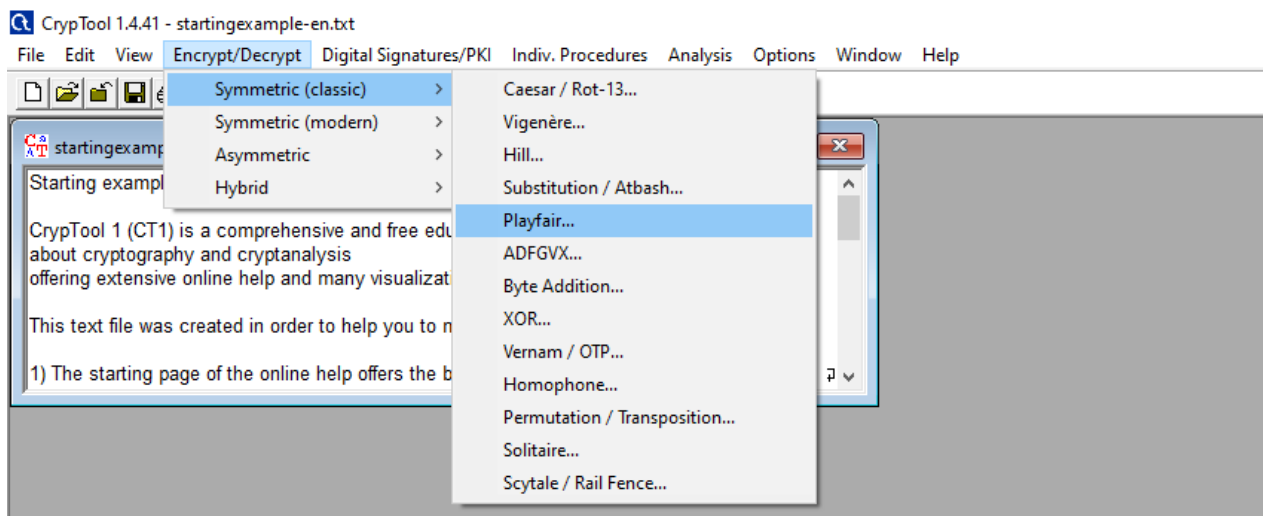 CrypTool 1.4.41 - startingexample-en.txt
File Edit View Encrypt/Decrypt Digital Signatures/PKI Indiv. Procedures Analysis Options Window Help
Symmetric (classic)
Symmetric (modern)
Asymmetric
Hybrid
Caesar / Rot-13...
Vigenère...
Hill...
Substitution / Atbash...
Playfair...
ADFGVX...
Byte Addition...
XOR...
Vernam / OTP...
Homophone...
Permutation / Transposition...
Solitaire...
Scytale / Rail Fence...
startingexamp
Starting exampl
CrypTool 1 (CT1) is a comprehensive and free edu
about cryptography and cryptanalysis
offering extensive online help and many visualizati
This text file was created in order to help you to
1) The starting page of the online help offers the b